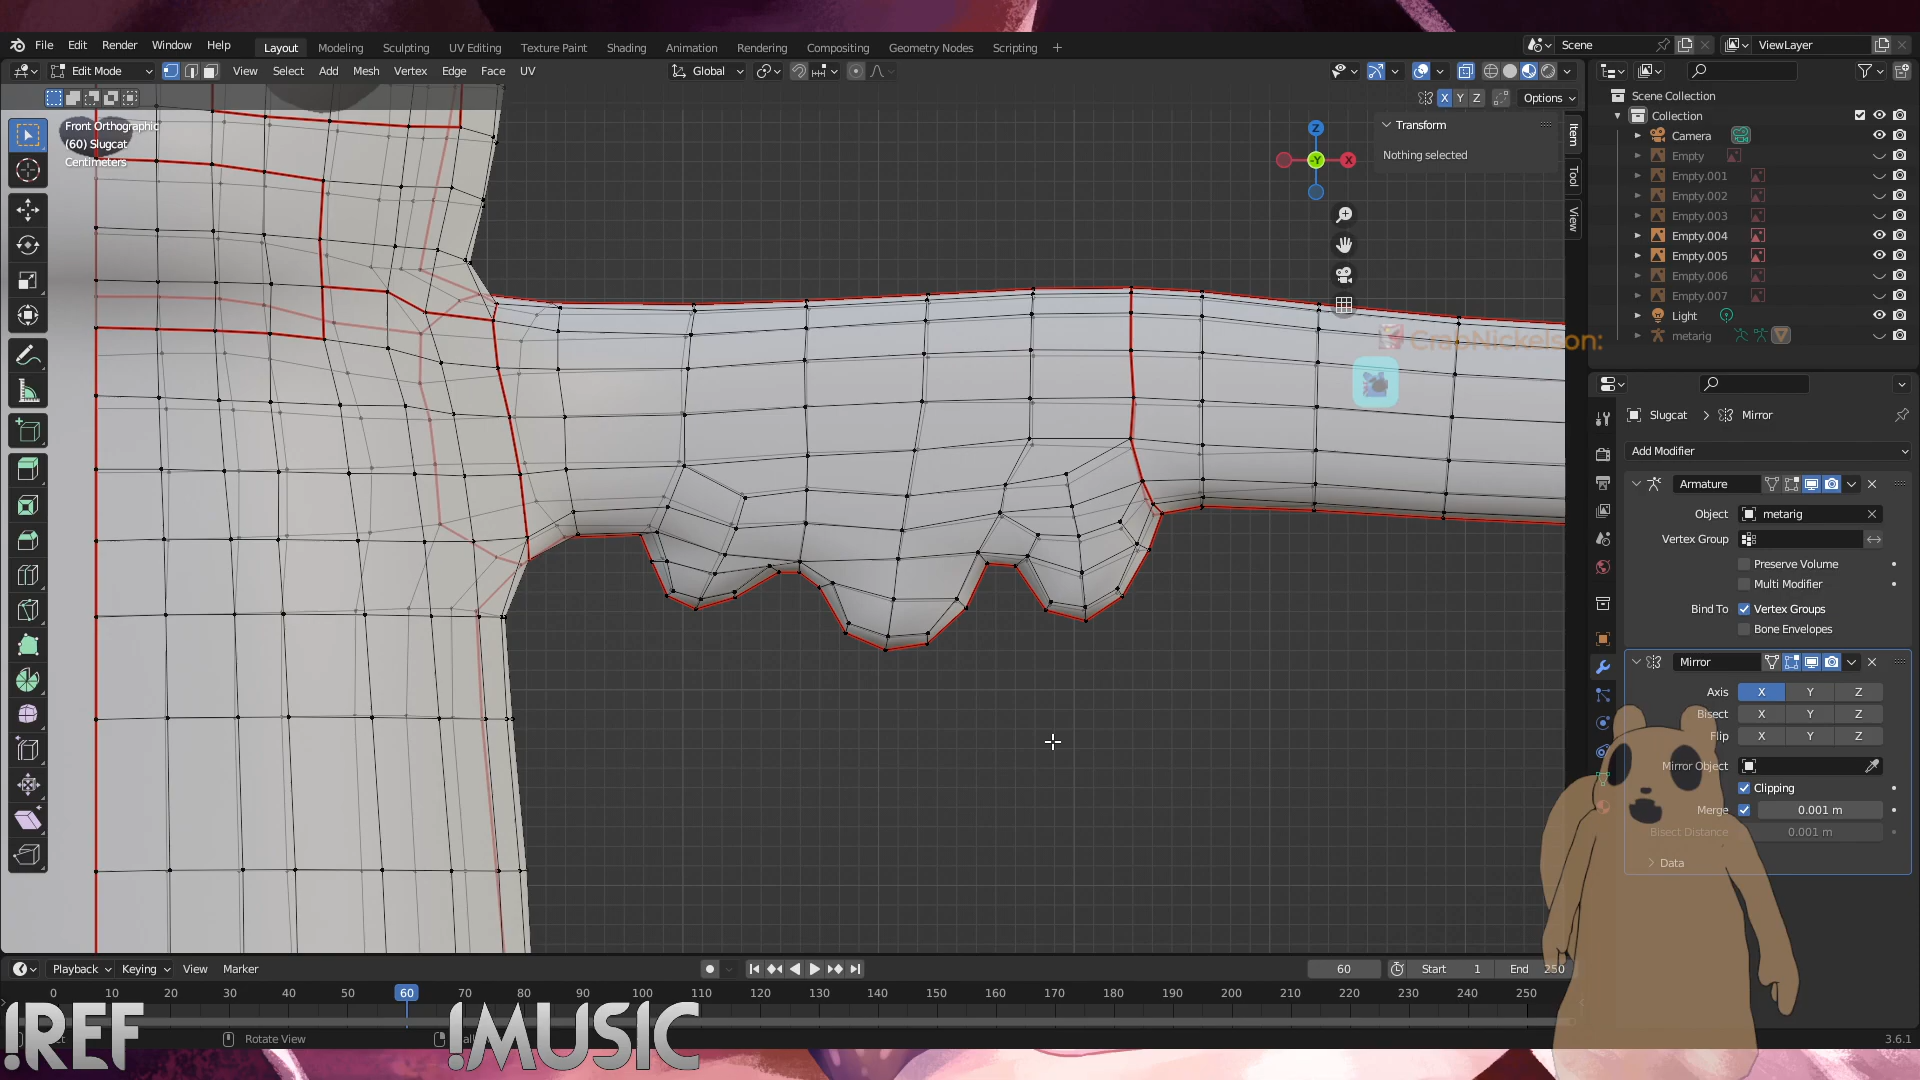 File Edit Render Window Help
Layout Modeling Sculpting UV Editing Texture Paint Shading Animation Rendering Compositing Geometry Nodes Scripting +
Scene
ViewLayer
Edit Mode View Select Add Mesh Vertex Edge Face UV
Global
X Y Z Options
Front Orthographic
(60) Slugcat
Centimeters
Transform
Nothing selected
Item
Tool
View
Z
-Y X
CrabNickelson:
Scene Collection
Collection
Camera
Empty
Empty.001
Empty.002
Empty.003
Empty.004
Empty.005
Empty.006
Empty.007
Light
metarig
Slugcat > Mirror
Add Modifier
Armature
Object metarig
Vertex Group
Preserve Volume
Multi Modifier
Bind To Vertex Groups
Bone Envelopes
Mirror
Axis X Y Z
Bisect X Y Z
Flip X Y Z
Mirror Object
Clipping
Merge 0.001 m
Bisect Distance 0.001 m
Data
Playback Keying View Marker
60 Start 1 End 250
0 10 20 30 40 50 60 70 80 90 100 110 120 130 140 150 160 170 180 190 200 210 220 230 240 250
Rotate View
3.6.1
!REF !MUSIC